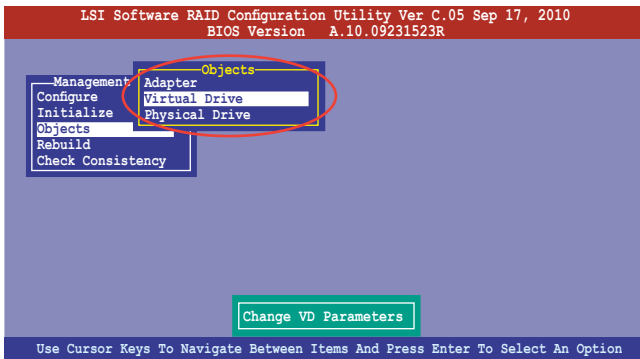 LSI Software RAID Configuration Utility Ver C.05 Sep 17, 2010
BIOS Version A.10.09231523R
Management
Configure
Initialize
Objects
Rebuild
Check Consistency
Objects
Adapter
Virtual Drive
Physical Drive
Change VD Parameters
Use Cursor Keys To Navigate Between Items And Press Enter To Select An Option